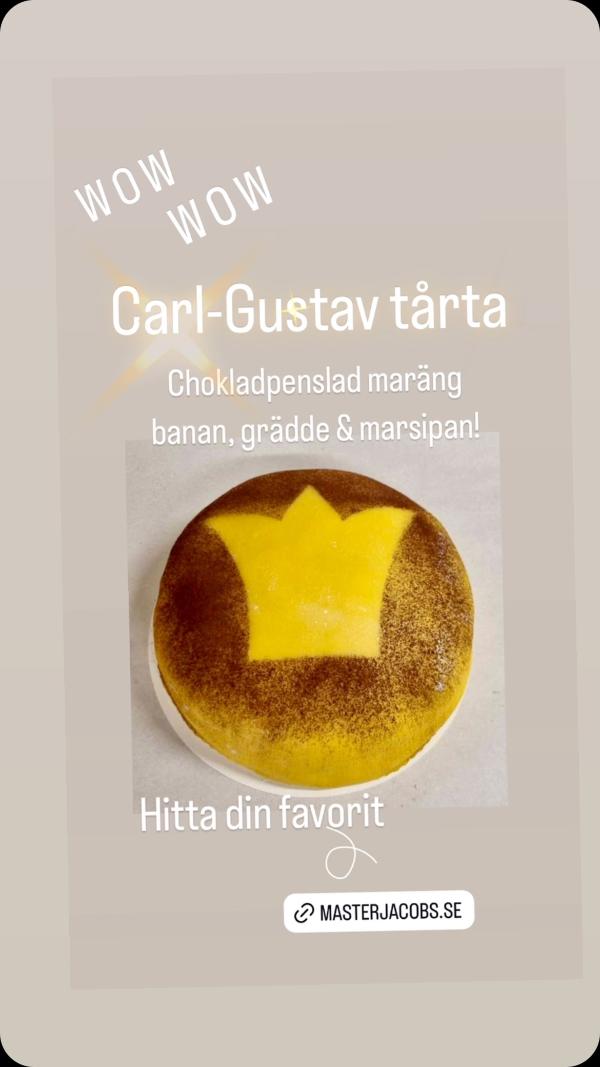 WOW
WOW
Carl-Gustav tårta
Chokladpenslad maräng
banan, grädde & marsipan!
Hitta din favorit
MASTERJACOBS.SE